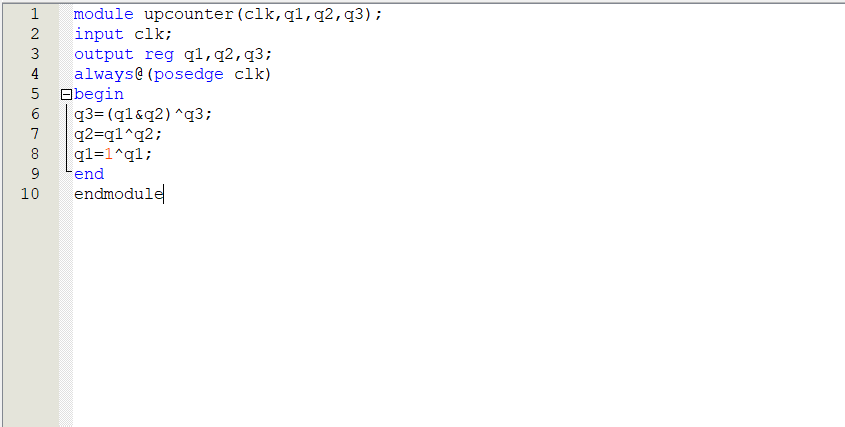 1 module upcounter(clk,q1,q2,q3);
2 input clk;
3 output reg q1,q2,q3;
4 always@(posedge clk)
5 begin
6 q3=(q1&q2)^q3;
7 q2=q1^q2;
8 q1=1^q1;
9 end
10 endmodule